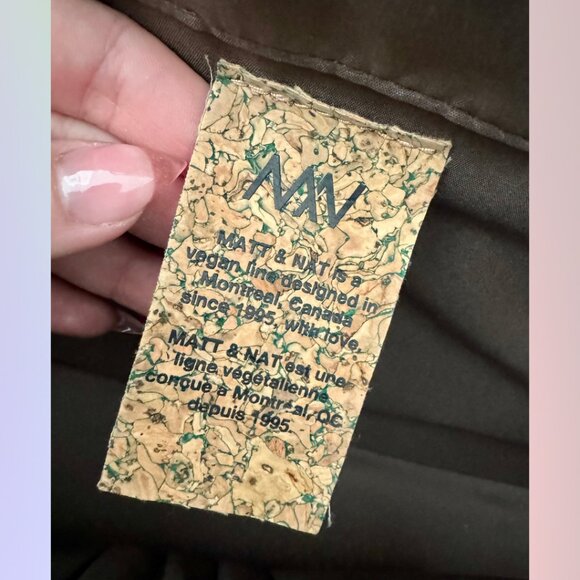 MATT & NAT is a
vegan line designed in
Montreal, Canada
since 1995, with love.
MATT & NAT est une
ligne végétalienne
conçue à Montréal, QC
depuis 1995.